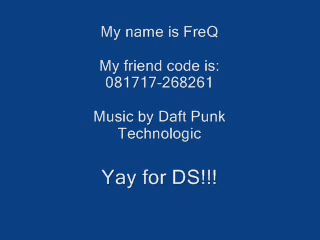 My name is FreQ
My friend code is:
081717-268261
Music by Daft Punk
Technologic
Yay for DS!!!